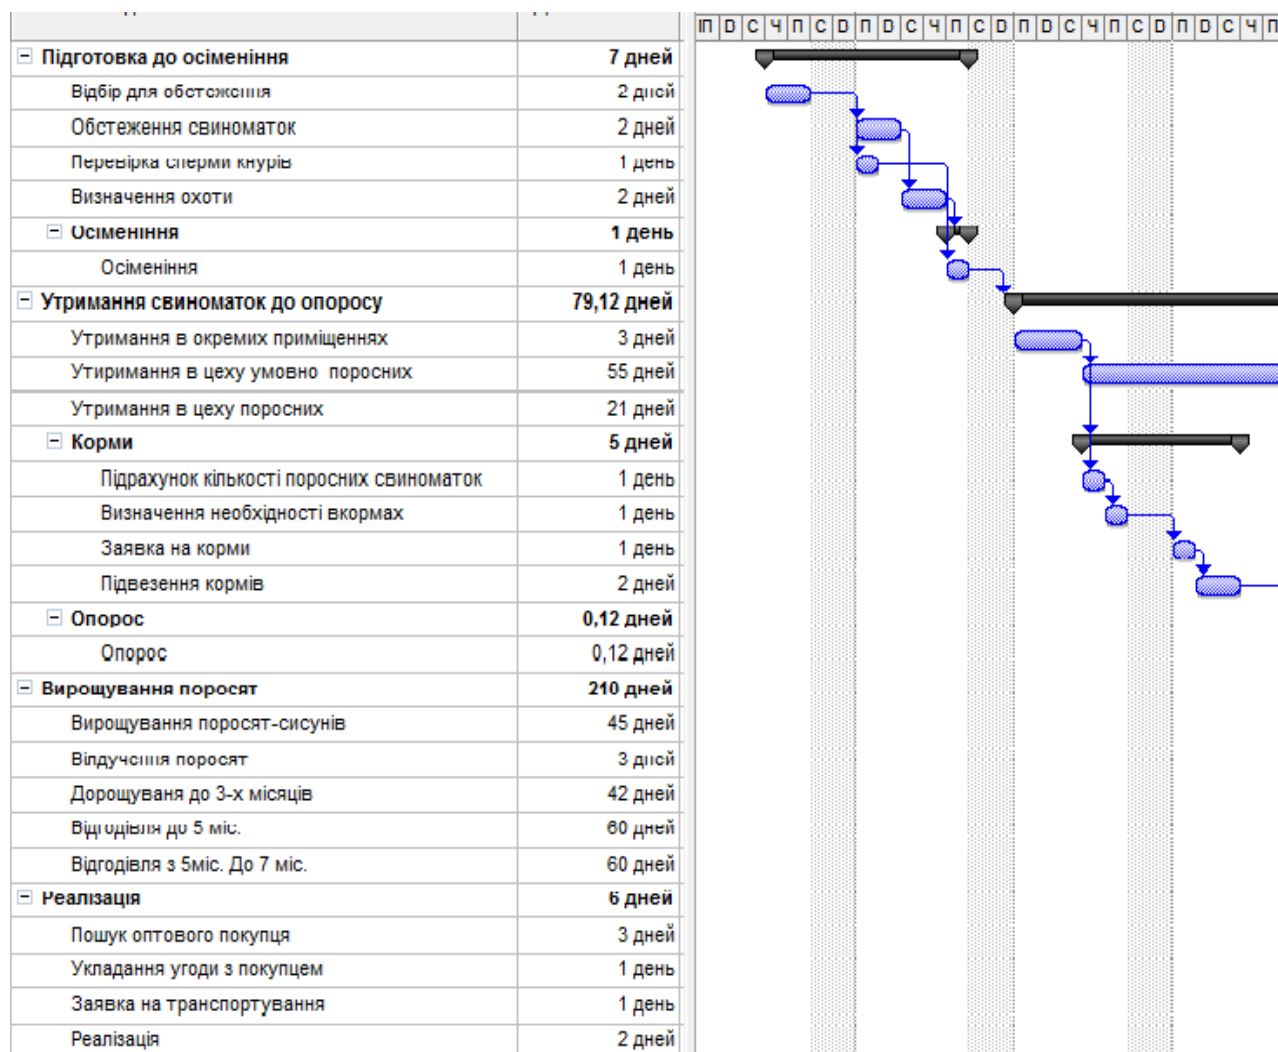 П В С Ч П С В П В С Ч П С В П В С Ч П С В П В С Ч П
Підготовка до осіменіння 7 дней
Відбір для обстеження 2 дней
Обстеження свиноматок 2 дней
Перевірка сперми кнурів 1 день
Визначення охоти 2 дней
Осіменіння 1 день
Осіменіння 1 день
Утримання свиноматок до опоросу 79,12 дней
Утримання в окремих приміщеннях 3 дней
Утиримання в цеху умовно поросних 55 дней
Утримання в цеху поросних 21 дней
Корми 5 дней
Підрахунок кількості поросних свиноматок 1 день
Визначення необхідності вкормах 1 день
Заявка на корми 1 день
Підвезення кормів 2 дней
Опорос 0,12 дней
Опорос 0,12 дней
Вирощування поросят 210 дней
Вирощування поросят-сисунів 45 дней
Відлучення поросят 3 дней
Дорощуваня до 3-х місяців 42 дней
Відгодівля до 5 міс. 60 дней
Відгодівля з 5міс. До 7 міс. 60 дней
Реалізація 6 дней
Пошук оптового покупця 3 дней
Укладання угоди з покупцем 1 день
Заявка на транспортування 1 день
Реалізація 2 дней